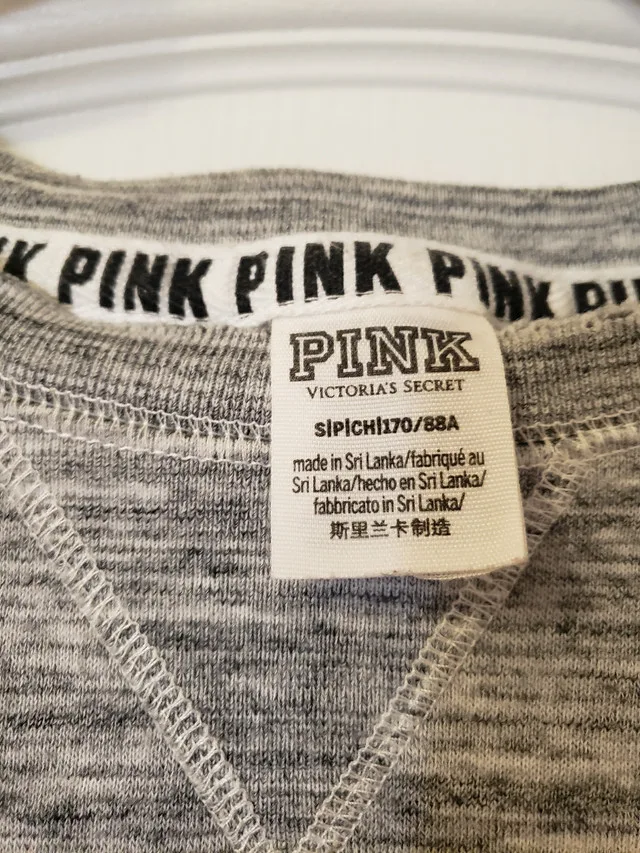 PINK PINK PINK
PINK
VICTORIA'S SECRET
S|P|CH|170/88A
made in Sri Lanka/fabriqué au
Sri Lanka/hecho en Sri Lanka/
fabbricato in Sri Lanka/
斯里兰卡制造